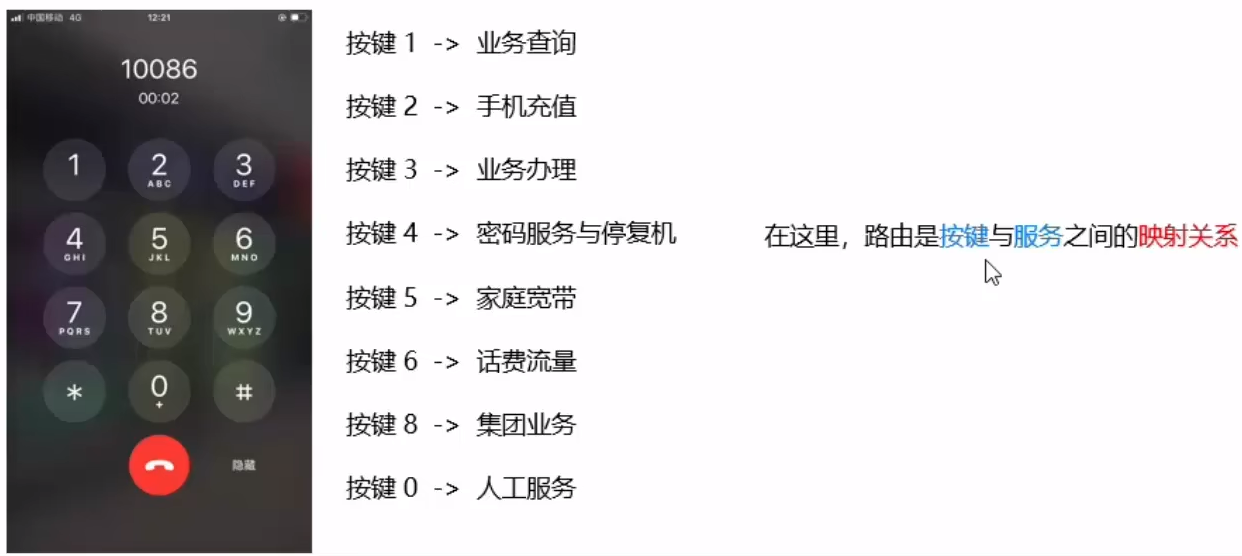 中国移动 4G 12:21
10086
00:02
1 2 3
ABC DEF
4 5 6
GHI JKL MNO
7 8 9
PQRS TUV WXYZ
* 0 #
+
隐藏
按键 1 -> 业务查询
按键 2 -> 手机充值
按键 3 -> 业务办理
按键 4 -> 密码服务与停复机
按键 5 -> 家庭宽带
按键 6 -> 话费流量
按键 8 -> 集团业务
按键 0 -> 人工服务
在这里，路由是按键与服务之间的映射关系